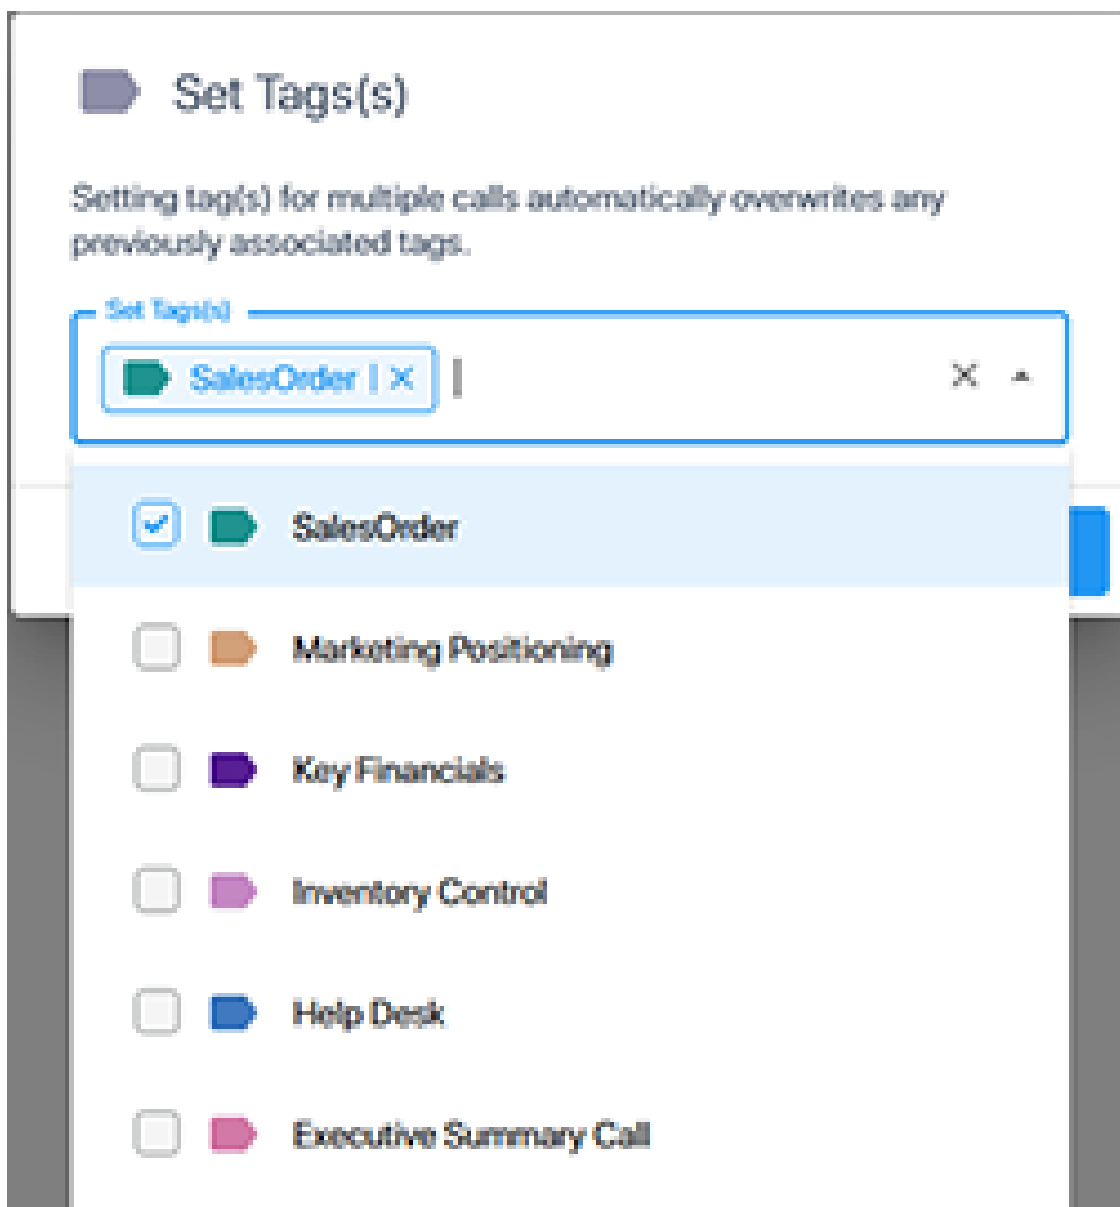 Set Tags(s)
Setting tag(s) for multiple calls automatically overwrites any
previously associated tags.
Set Tags(s)
SalesOrder
SalesOrder
Marketing Positioning
Key Financials
Inventory Control
Help Desk
Executive Summary Call